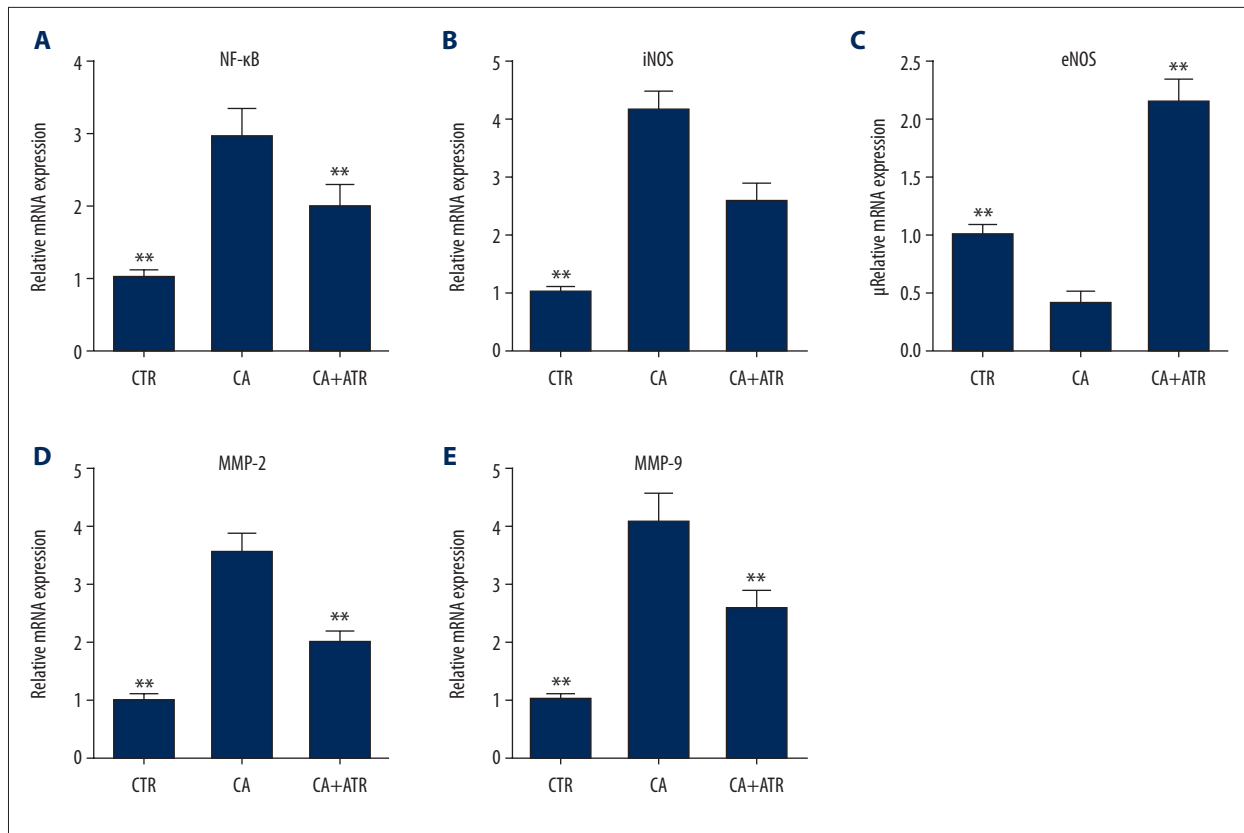 A
NF-κB
Relative mRNA expression
4
3
2
1
0
**
**
CTR
CA
CA+ATR
B
iNOS
Relative mRNA expression
5
4
3
2
1
0
**
CTR
CA
CA+ATR
C
eNOS
µRelative mRNA expression
2.5
2.0
1.5
1.0
0.5
0.0
**
**
CTR
CA
CA+ATR
D
MMP-2
Relative mRNA expression
5
4
3
2
1
0
**
**
CTR
CA
CA+ATR
E
MMP-9
Relative mRNA expression
5
4
3
2
1
0
**
**
CTR
CA
CA+ATR